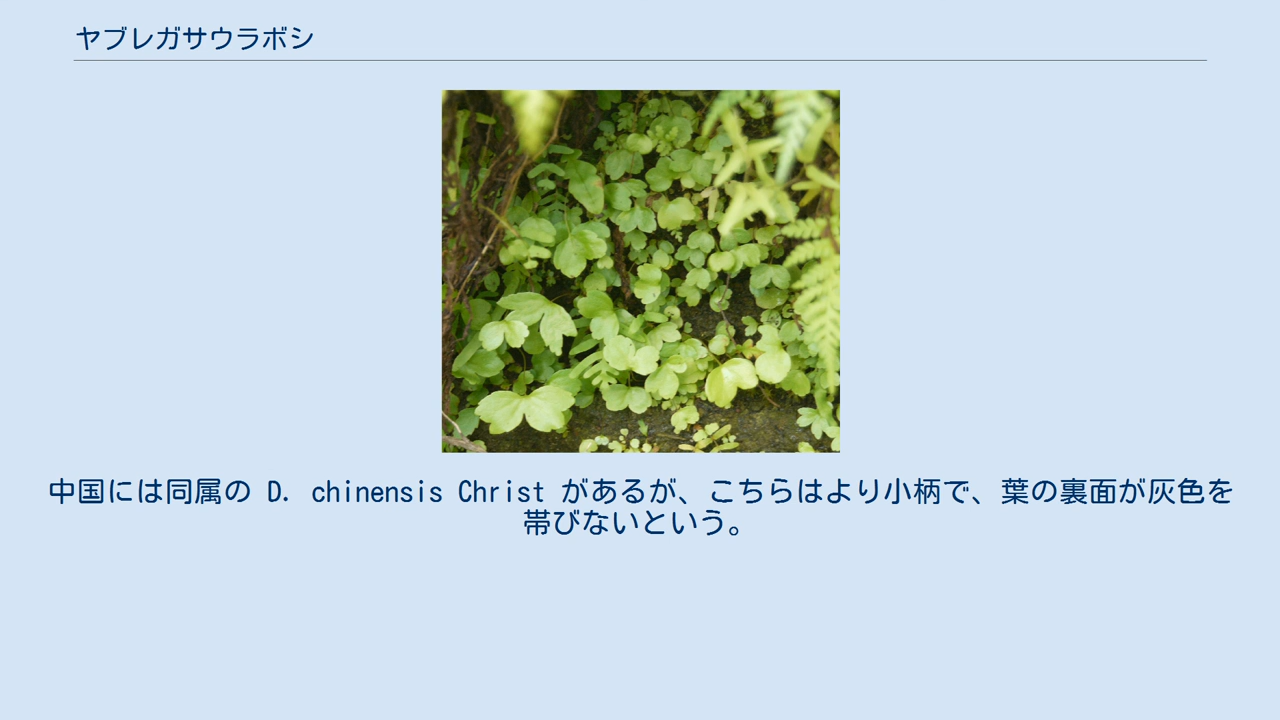 ヤブレガサウラボシ
中国には同属の D. chinensis Christ があるが、こちらはより小柄で、葉の裏面が灰色を
帯びないという。